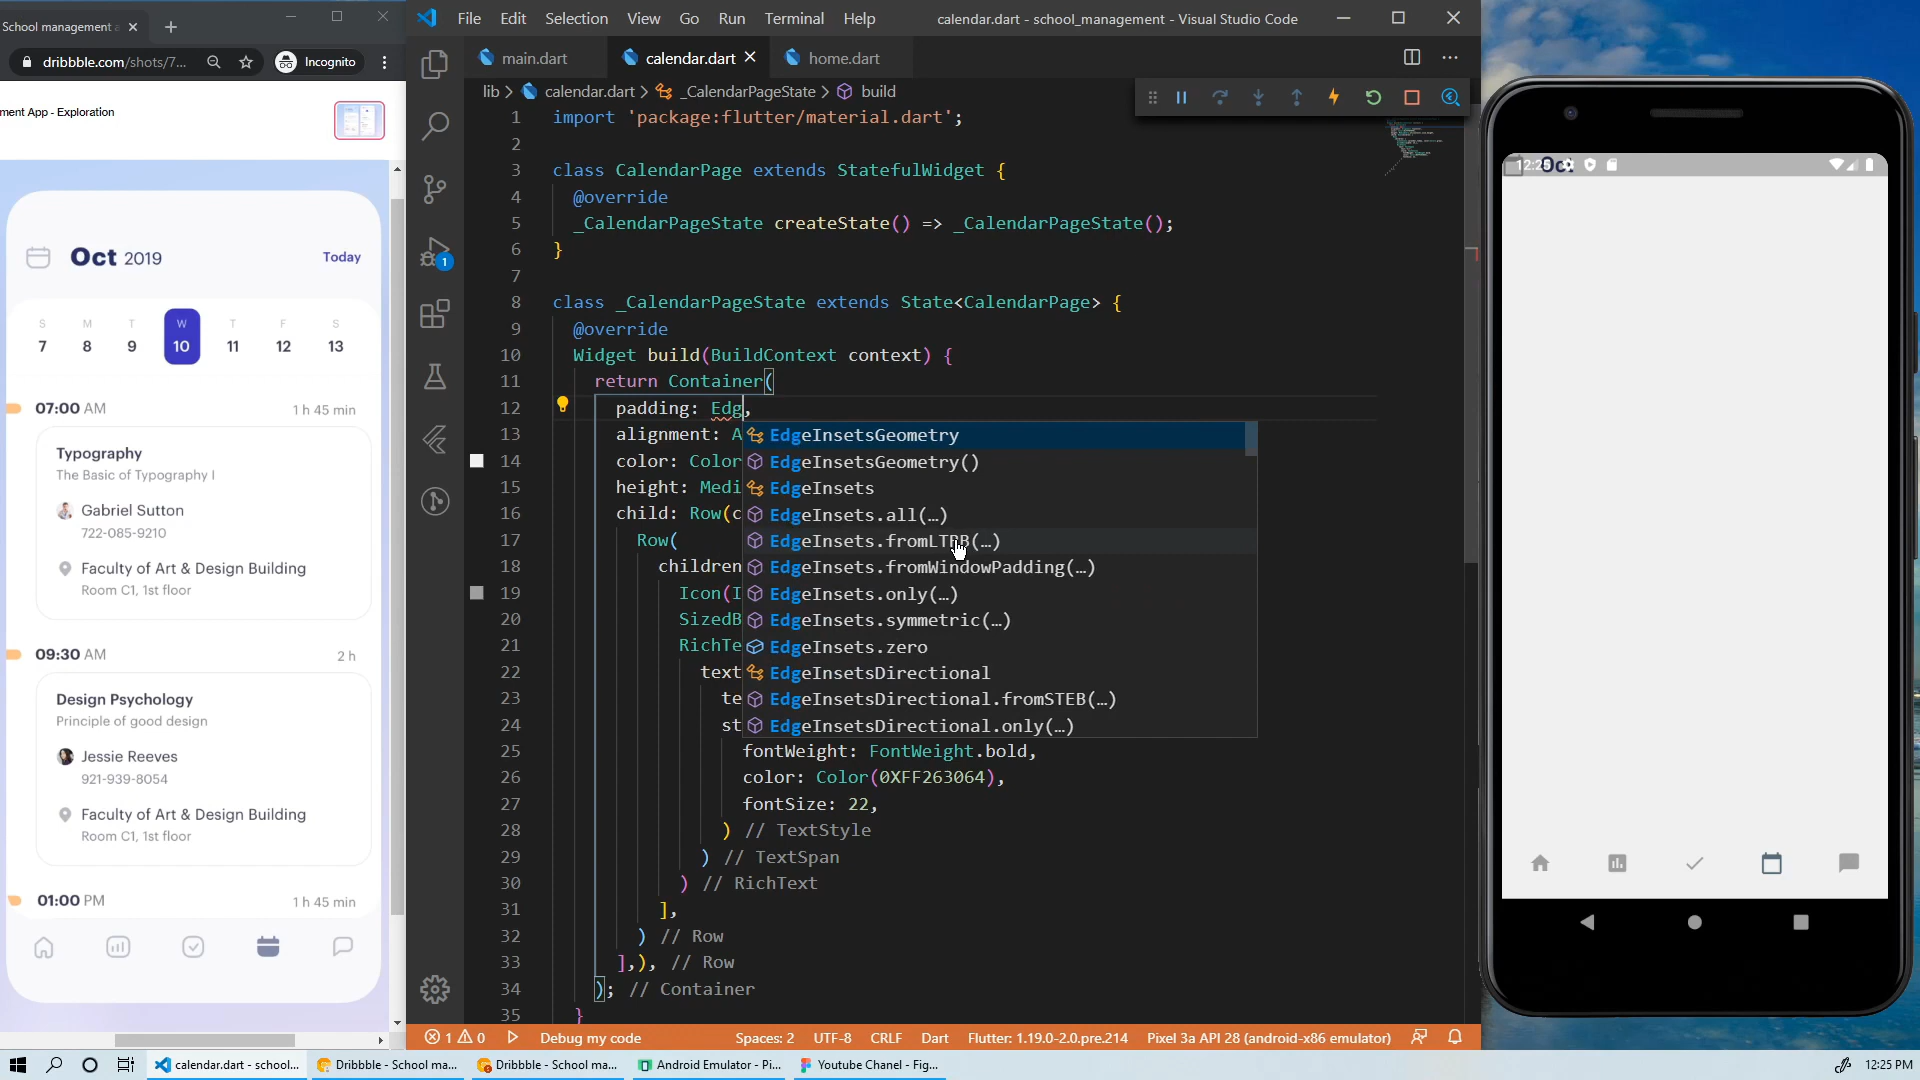 School management a
dribbble.com/shots/7...
Incognito
ment App - Exploration
Oct 2019
Today
S M T W T F S
7 8 9 10 11 12 13
07:00 AM
1 h 45 min
Typography
The Basic of Typography I
Gabriel Sutton
722-085-9210
Faculty of Art & Design Building
Room C1, 1st floor
09:30 AM
2 h
Design Psychology
Principle of good design
Jessie Reeves
921-939-8054
Faculty of Art & Design Building
Room C1, 1st floor
01:00 PM
1 h 45 min
File Edit Selection View Go Run Terminal Help
calendar.dart - school_management - Visual Studio Code
main.dart
calendar.dart
home.dart
lib > calendar.dart > _CalendarPageState > build
1
1 import 'package:flutter/material.dart';
2
3 class CalendarPage extends StatefulWidget {
4 @override
5 _CalendarPageState createState() => _CalendarPageState();
6 }
7
8 class _CalendarPageState extends State<CalendarPage> {
9 @override
10 Widget build(BuildContext context) {
11 return Container(
12 padding: Edg,
13 alignment: A
14 color: Color
15 height: Medi
16 child: Row(c
17 Row(
18 children
19 Icon(I
20 SizedB
21 RichTe
22 text
23 te
24 st
25 fontWeight: FontWeight.bold,
26 color: Color(0XFF263064),
27 fontSize: 22,
28 ) // TextStyle
29 ) // TextSpan
30 ) // RichText
31 ],
32 ) // Row
33 ],), // Row
34 ); // Container
35 }
EdgeInsetsGeometry
EdgeInsetsGeometry()
EdgeInsets
EdgeInsets.all(…)
EdgeInsets.fromLTRB(…)
EdgeInsets.fromWindowPadding(…)
EdgeInsets.only(…)
EdgeInsets.symmetric(…)
EdgeInsets.zero
EdgeInsetsDirectional
EdgeInsetsDirectional.fromSTEB(…)
EdgeInsetsDirectional.only(…)
1 0
Debug my code
Spaces: 2
UTF-8
CRLF
Dart
Flutter: 1.19.0-2.0.pre.214
Pixel 3a API 28 (android-x86 emulator)
12:25
Oct
calendar.dart - school...
Dribbble - School ma...
Dribbble - School ma...
Android Emulator - Pi...
Youtube Chanel - Fig...
12:25 PM